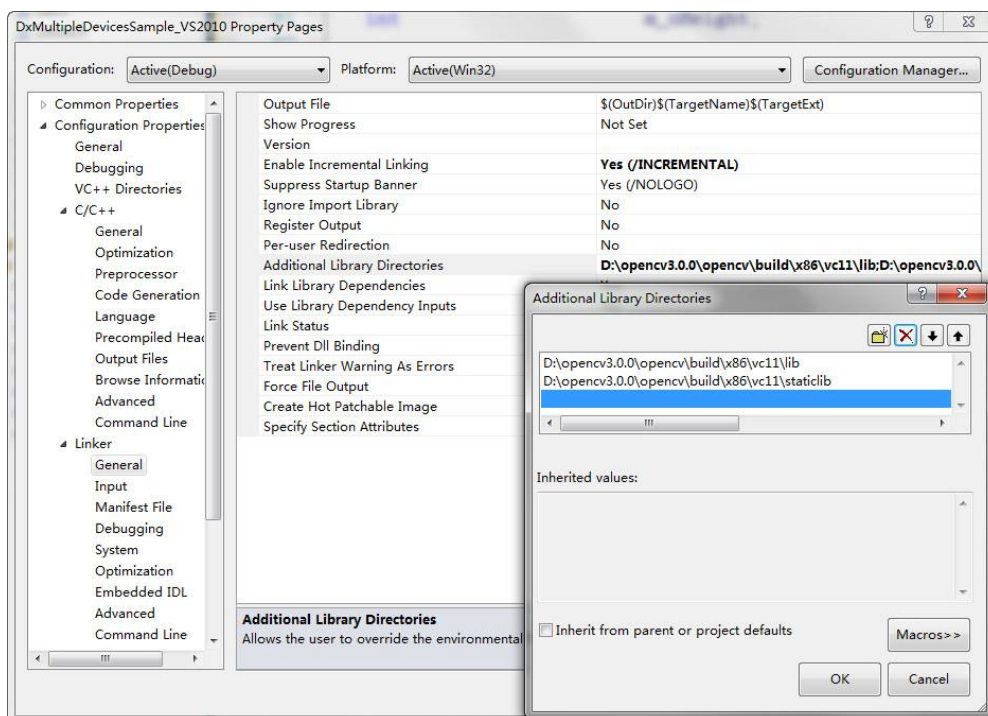 int m_nHeight;
DxMultipleDevicesSample_VS2010 Property Pages
Configuration: Active(Debug) Platform: Active(Win32) Configuration Manager...
Common Properties
Configuration Properties
General
Debugging
VC++ Directories
C/C++
General
Optimization
Preprocessor
Code Generation
Language
Precompiled Head
Output Files
Browse Informatio
Advanced
Command Line
Linker
General
Input
Manifest File
Debugging
System
Optimization
Embedded IDL
Advanced
Command Line
Output File $(OutDir)$(TargetName)$(TargetExt)
Show Progress Not Set
Version
Enable Incremental Linking Yes (/INCREMENTAL)
Suppress Startup Banner Yes (/NOLOGO)
Ignore Import Library No
Register Output No
Per-user Redirection No
Additional Library Directories D:\opencv3.0.0\opencv\build\x86\vc11\lib;D:\opencv3.0.0\
Link Library Dependencies
Use Library Dependency Inputs
Link Status
Prevent Dll Binding
Treat Linker Warning As Errors
Force File Output
Create Hot Patchable Image
Specify Section Attributes
Additional Library Directories
Allows the user to override the environmental
Additional Library Directories
D:\opencv3.0.0\opencv\build\x86\vc11\lib
D:\opencv3.0.0\opencv\build\x86\vc11\staticlib
Inherited values:
Inherit from parent or project defaults
Macros>>
OK Cancel